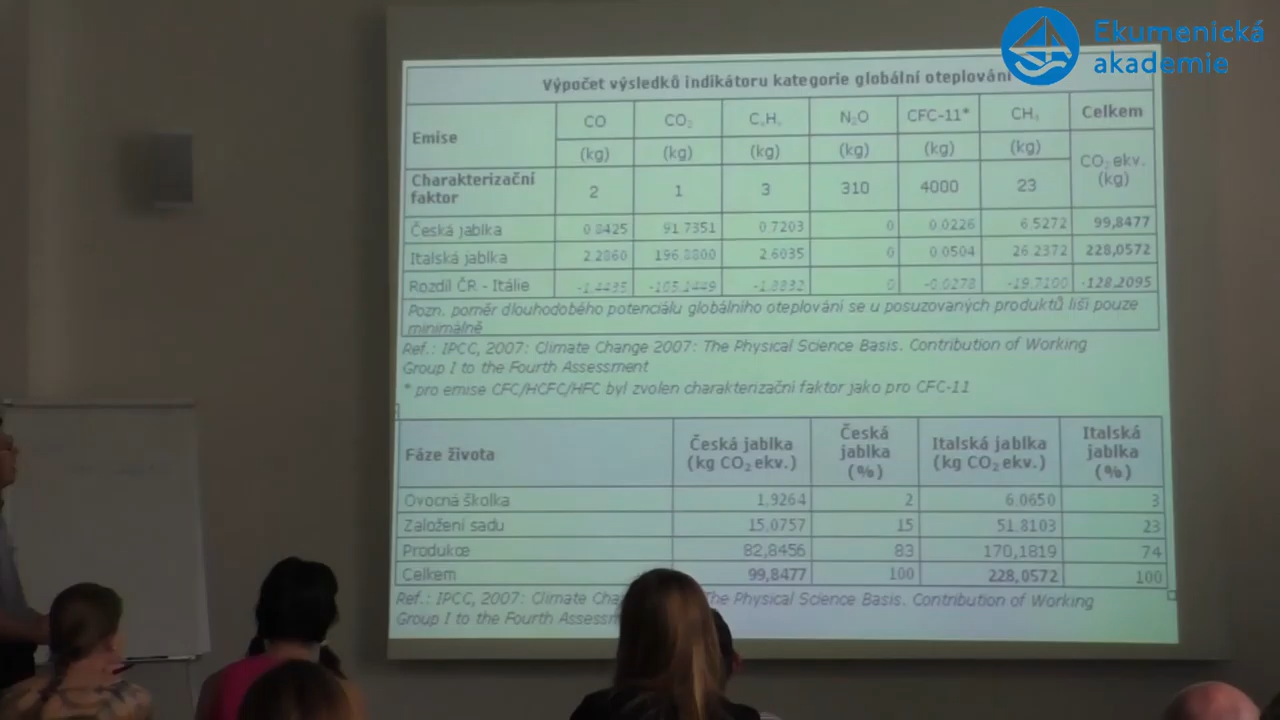 Ekumenická
akademie
Výpočet výsledků indikátoru kategorie globální oteplování
Emise CO CO₂ N₂O CFC-11* CH₄ Celkem
(kg) (kg) (kg) (kg) (kg) (kg) CO₂ ekv. (kg)
Charakterizační faktor 2 1 3 310 4000 23
Česká jablka 0.8425 91.7351 0.7203 0 0.0226 6.5272 99,8477
Italská jablka 2.2860 196.8800 2.6035 0 0.0504 26.2372 228,0572
Rozdíl ČR - Itálie -1.4435 -105.1449 -1.8832 0 -0.0278 -19.7100 -128.2095
Pozn. poměr dlouhodobého potenciálu globálního oteplování se u posuzovaných produktů liší pouze
minimálně
Ref.: IPCC, 2007: Climate Change 2007: The Physical Science Basis. Contribution of Working
Group I to the Fourth Assessment
* pro emise CFC/HCFC/HFC byl zvolen charakterizační faktor jako pro CFC-11
Fáze života Česká jablka (kg CO₂ ekv.) Česká jablka (%) Italská jablka (kg CO₂ ekv.) Italská jablka (%)
Ovocná školka 1.9264 2 6.0650 3
Založení sadu 15.0757 15 51.8103 23
Produkce 82,8456 83 170,1819 74
Celkem 99,8477 100 228,0572 100
Ref.: IPCC, 2007: Climate The Physical Science Basis. Contribution of Working
Group I to the Fourth